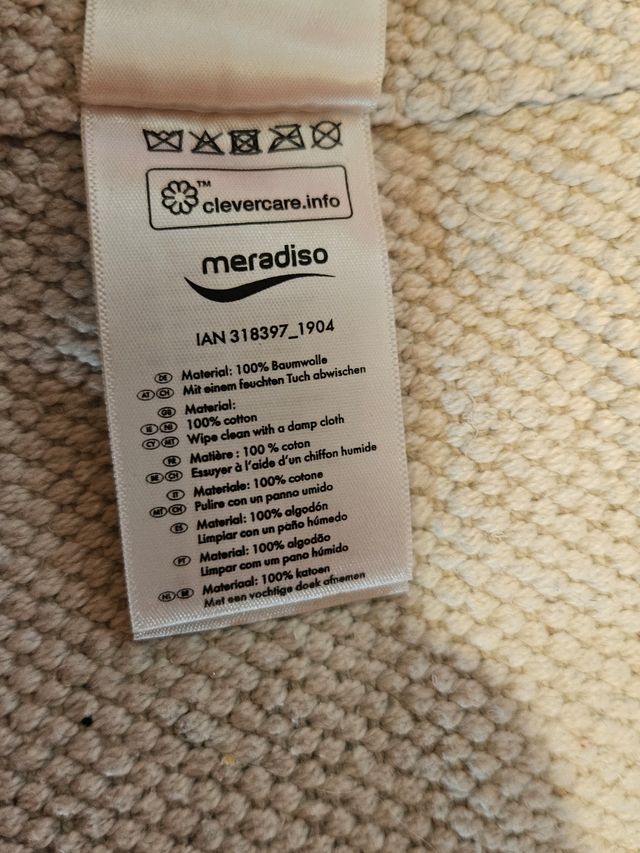 ™
clevercare.info
meradiso
IAN 318397_1904
DE Material: 100% Baumwolle
AT CH Mit einem feuchten Tuch abwischen
GB Material:
IE NI 100% cotton
CY MT Wipe clean with a damp cloth
FR Matière : 100 % coton
BE CH Essuyer à l'aide d'un chiffon humide
IT Materiale: 100% cotone
MT CH Pulire con un panno umido
ES Material: 100% algodón
Limpiar con un paño húmedo
PT Material: 100% algodão
Limpar com um pano húmido
NL BE Materiaal: 100% katoen
Met een vochtige doek afnemen